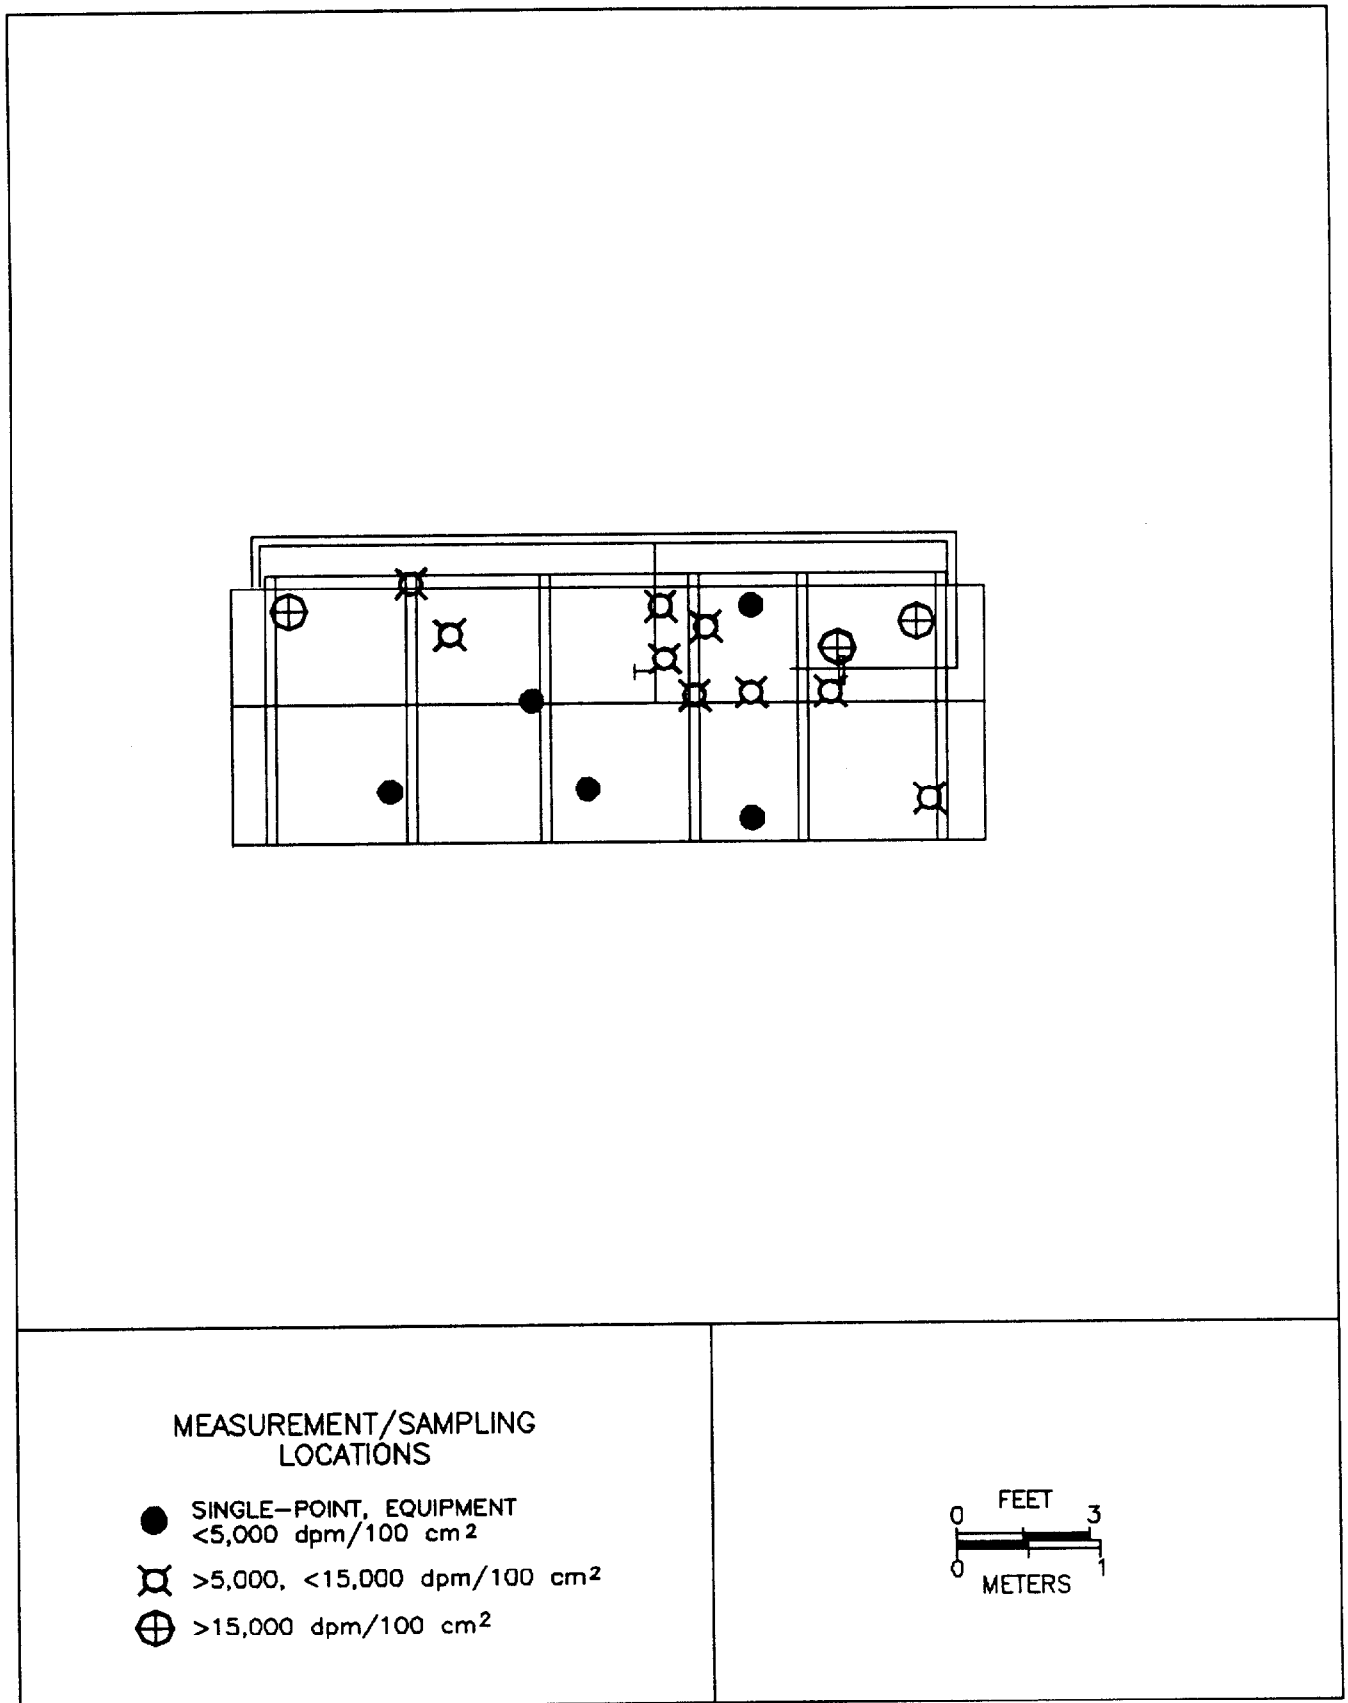 MEASUREMENT/SAMPLING
LOCATIONS
SINGLE-POINT, EQUIPMENT
<5,000 dpm/100 cm²
>5,000, <15,000 dpm/100 cm²
>15,000 dpm/100 cm²
FEET
0 3
0 1
METERS